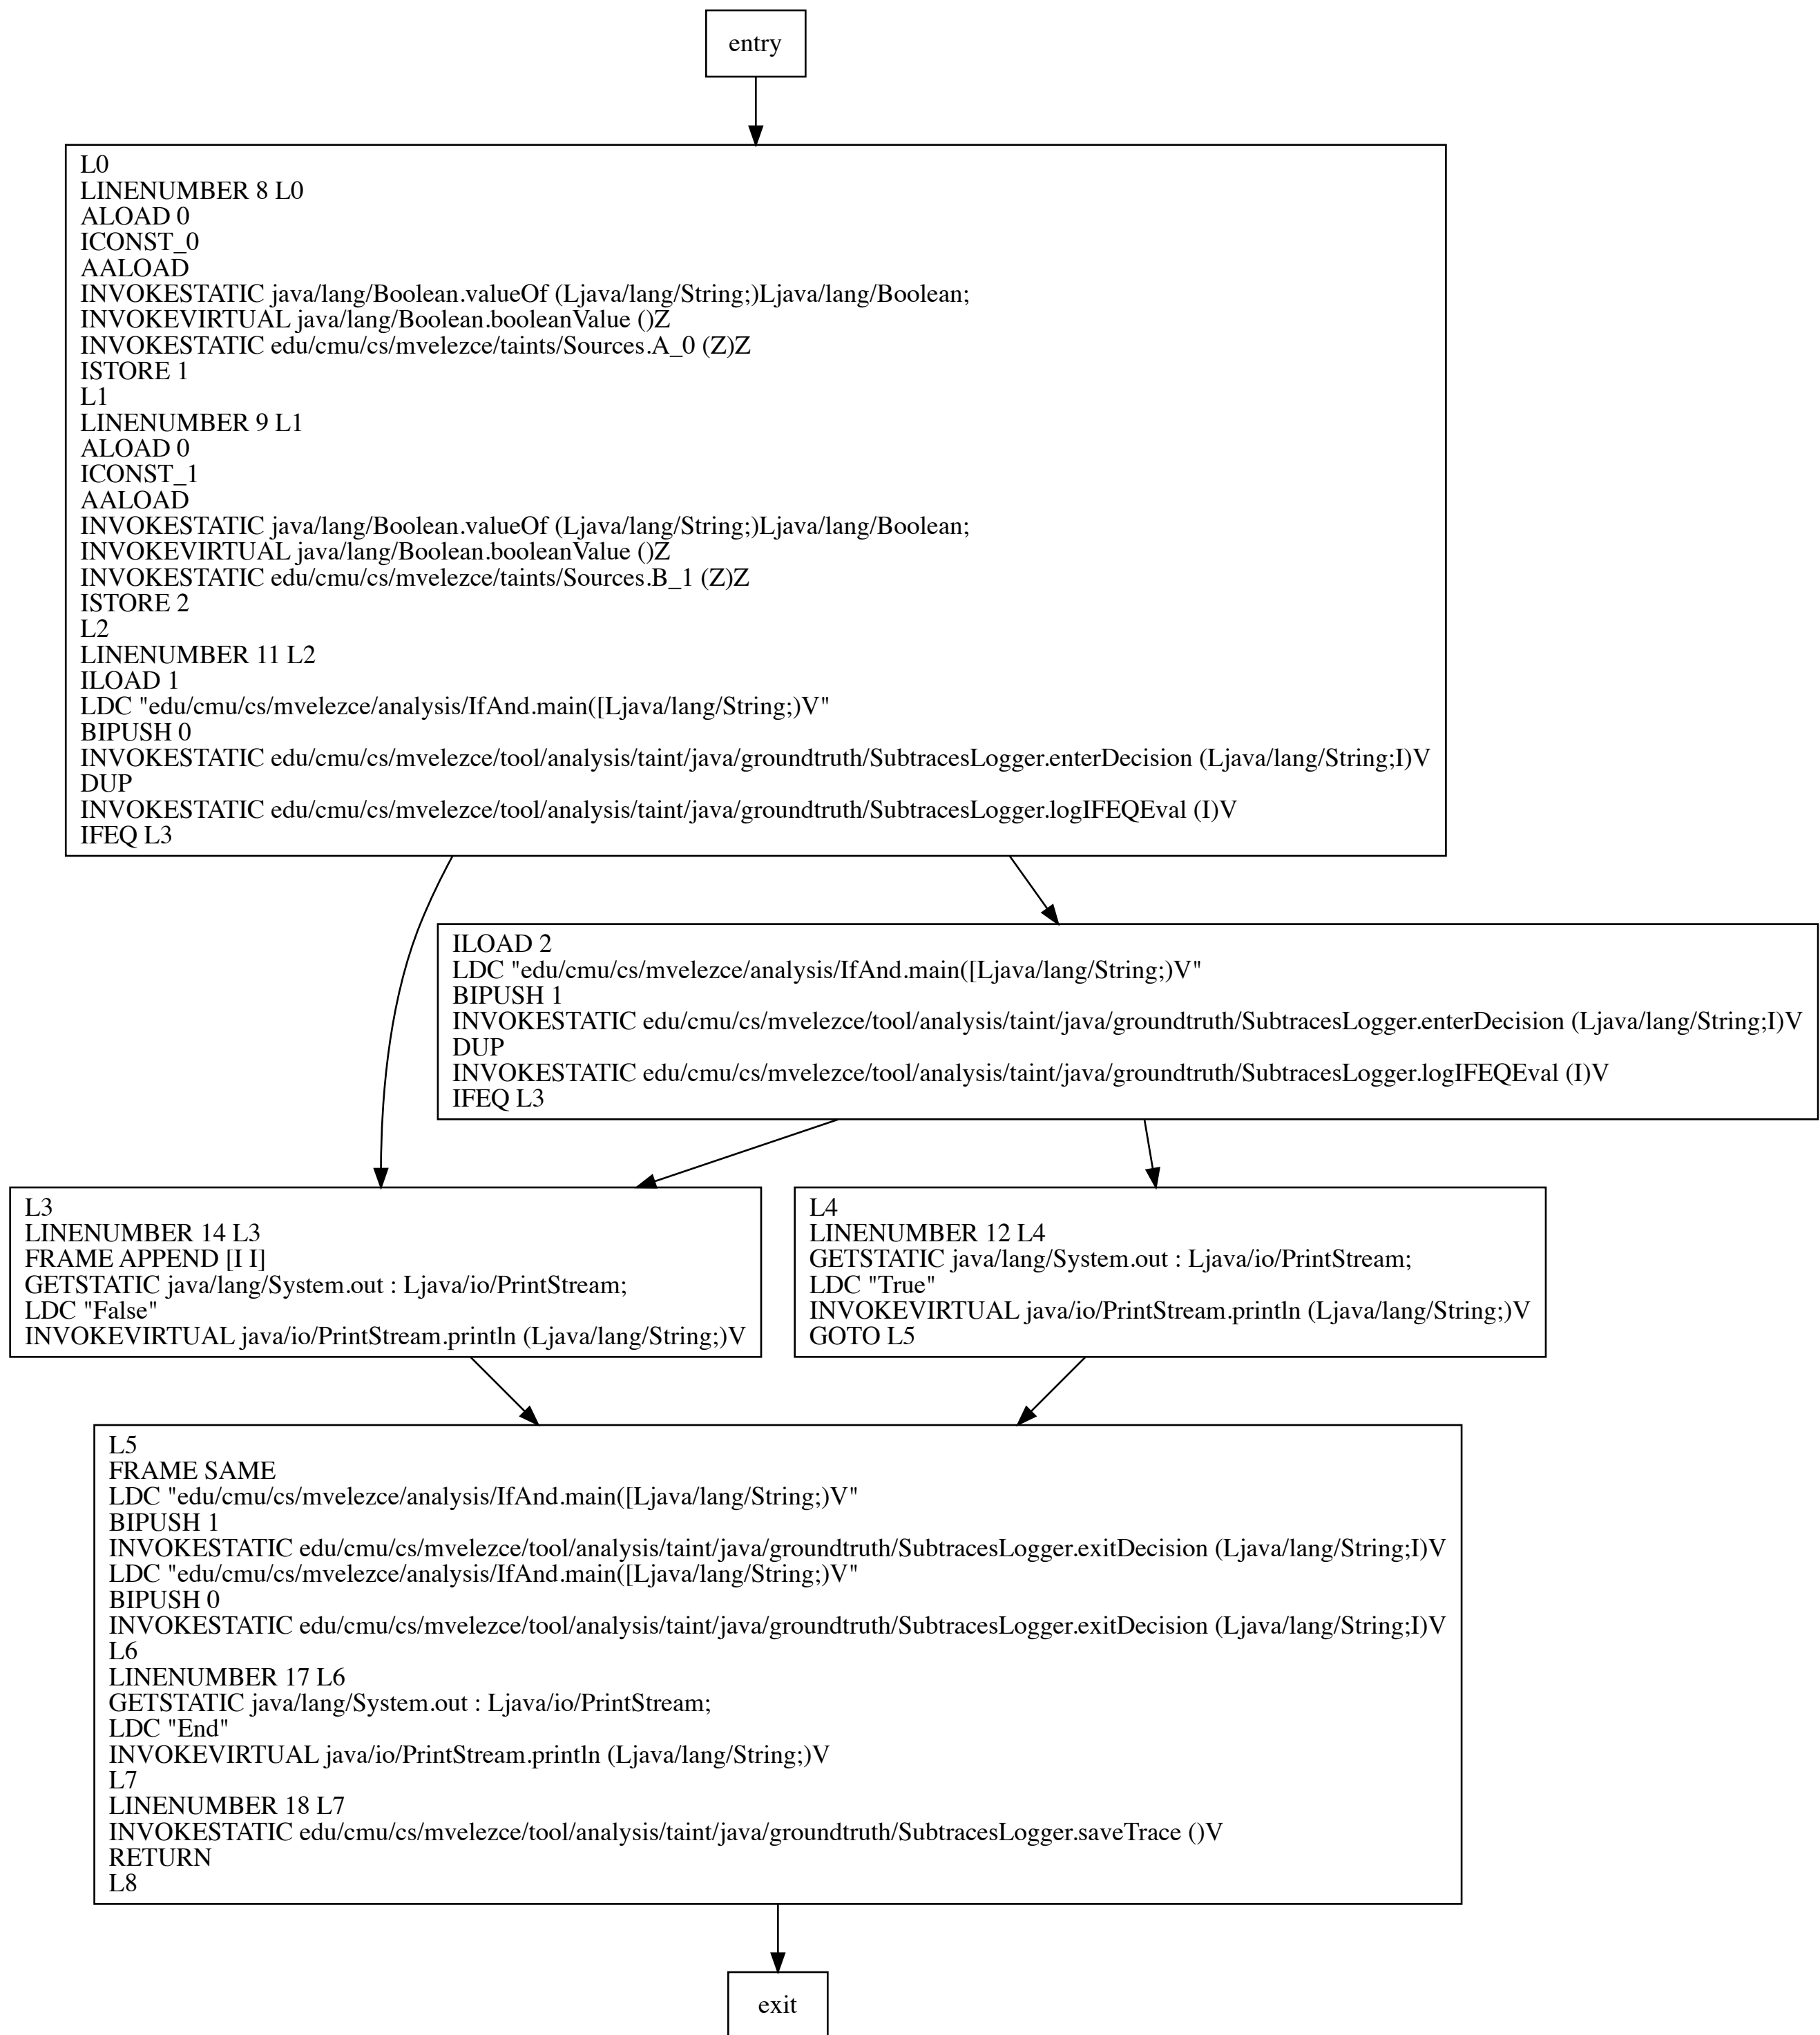 entry
L0
LINENUMBER 8 L0
ALOAD 0
ICONST_0
AALOAD
INVOKESTATIC java/lang/Boolean.valueOf (Ljava/lang/String;)Ljava/lang/Boolean;
INVOKEVIRTUAL java/lang/Boolean.booleanValue ()Z
INVOKESTATIC edu/cmu/cs/mvelezce/taints/Sources.A_0 (Z)Z
ISTORE 1
L1
LINENUMBER 9 L1
ALOAD 0
ICONST_1
AALOAD
INVOKESTATIC java/lang/Boolean.valueOf (Ljava/lang/String;)Ljava/lang/Boolean;
INVOKEVIRTUAL java/lang/Boolean.booleanValue ()Z
INVOKESTATIC edu/cmu/cs/mvelezce/taints/Sources.B_1 (Z)Z
ISTORE 2
L2
LINENUMBER 11 L2
ILOAD 1
LDC "edu/cmu/cs/mvelezce/analysis/IfAnd.main([Ljava/lang/String;)V"
BIPUSH 0
INVOKESTATIC edu/cmu/cs/mvelezce/tool/analysis/taint/java/groundtruth/SubtracesLogger.enterDecision (Ljava/lang/String;I)V
DUP
INVOKESTATIC edu/cmu/cs/mvelezce/tool/analysis/taint/java/groundtruth/SubtracesLogger.logIFEQEval (I)V
IFEQ L3
ILOAD 2
LDC "edu/cmu/cs/mvelezce/analysis/IfAnd.main([Ljava/lang/String;)V"
BIPUSH 1
INVOKESTATIC edu/cmu/cs/mvelezce/tool/analysis/taint/java/groundtruth/SubtracesLogger.enterDecision (Ljava/lang/String;I)V
DUP
INVOKESTATIC edu/cmu/cs/mvelezce/tool/analysis/taint/java/groundtruth/SubtracesLogger.logIFEQEval (I)V
IFEQ L3
L3
LINENUMBER 14 L3
FRAME APPEND [I I]
GETSTATIC java/lang/System.out : Ljava/io/PrintStream;
LDC "False"
INVOKEVIRTUAL java/io/PrintStream.println (Ljava/lang/String;)V
L4
LINENUMBER 12 L4
GETSTATIC java/lang/System.out : Ljava/io/PrintStream;
LDC "True"
INVOKEVIRTUAL java/io/PrintStream.println (Ljava/lang/String;)V
GOTO L5
L5
FRAME SAME
LDC "edu/cmu/cs/mvelezce/analysis/IfAnd.main([Ljava/lang/String;)V"
BIPUSH 1
INVOKESTATIC edu/cmu/cs/mvelezce/tool/analysis/taint/java/groundtruth/SubtracesLogger.exitDecision (Ljava/lang/String;I)V
LDC "edu/cmu/cs/mvelezce/analysis/IfAnd.main([Ljava/lang/String;)V"
BIPUSH 0
INVOKESTATIC edu/cmu/cs/mvelezce/tool/analysis/taint/java/groundtruth/SubtracesLogger.exitDecision (Ljava/lang/String;I)V
L6
LINENUMBER 17 L6
GETSTATIC java/lang/System.out : Ljava/io/PrintStream;
LDC "End"
INVOKEVIRTUAL java/io/PrintStream.println (Ljava/lang/String;)V
L7
LINENUMBER 18 L7
INVOKESTATIC edu/cmu/cs/mvelezce/tool/analysis/taint/java/groundtruth/SubtracesLogger.saveTrace ()V
RETURN
L8
exit